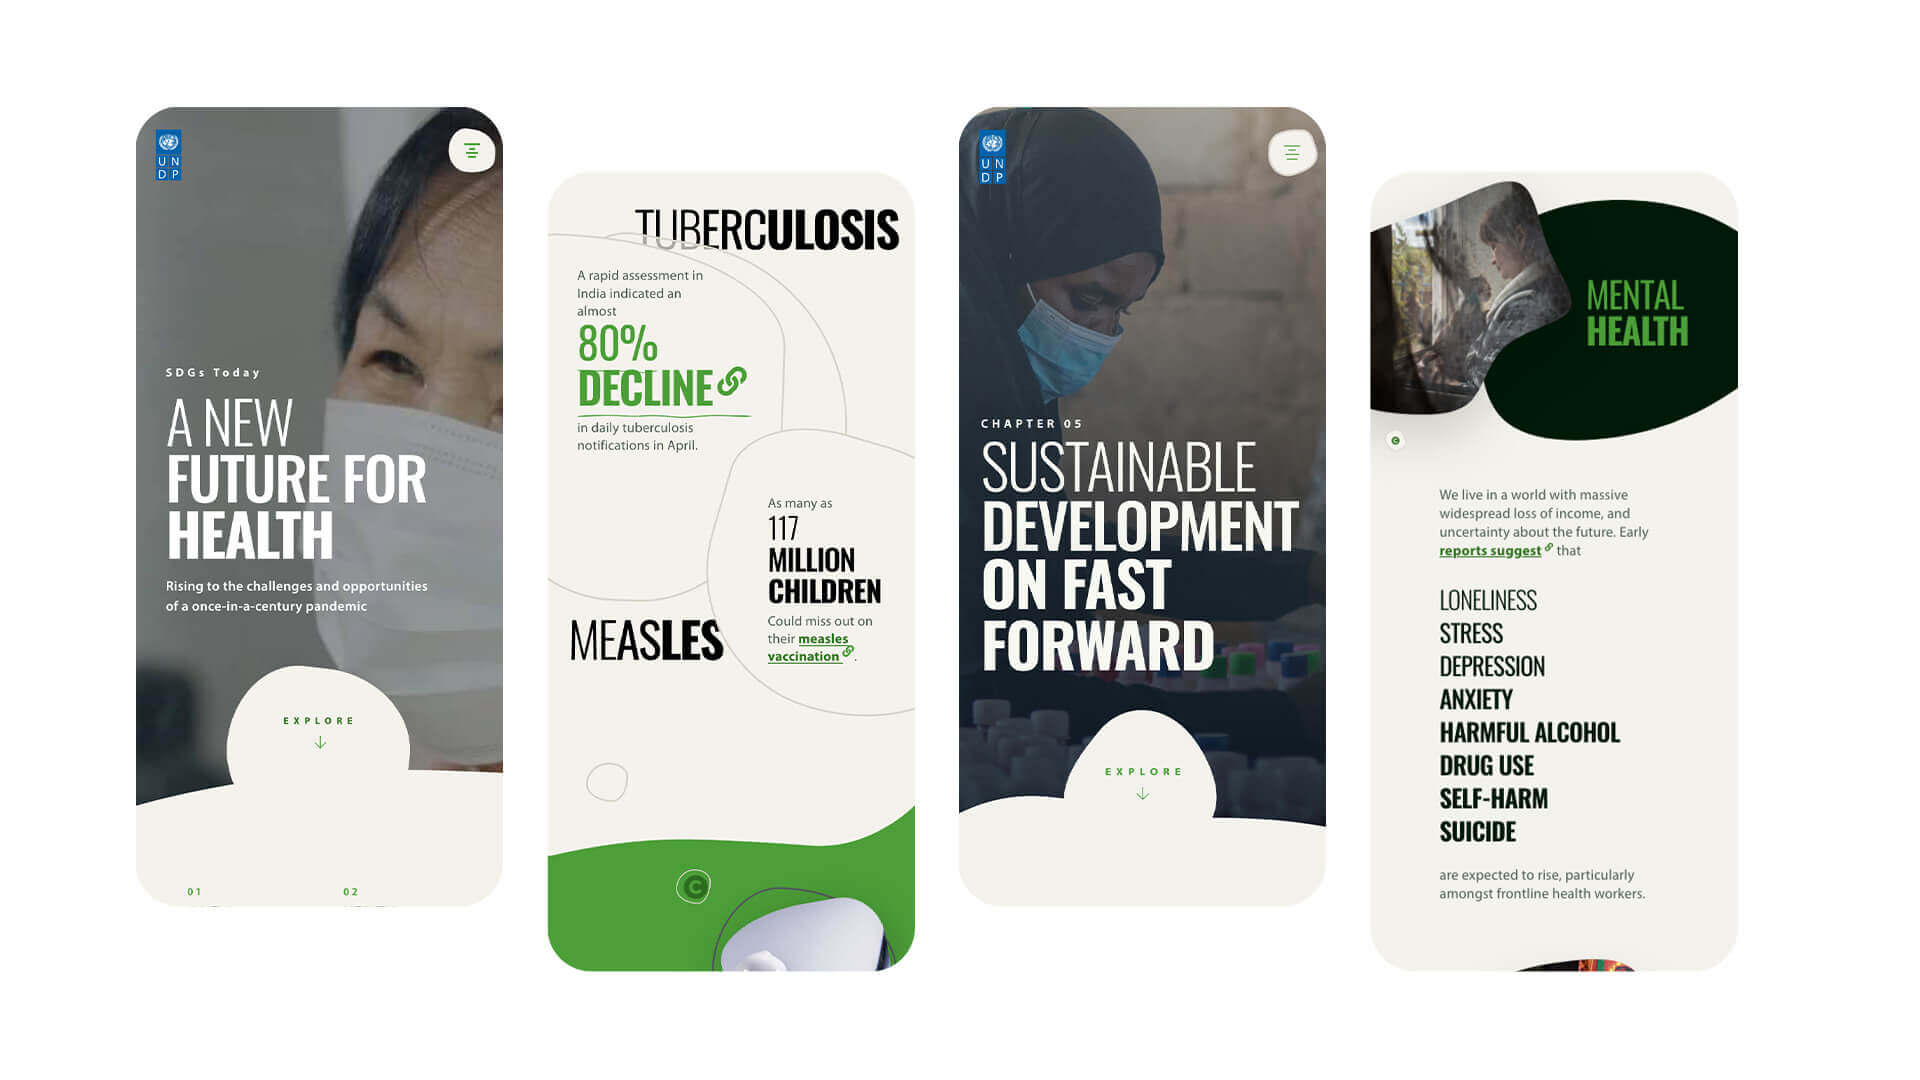 UN
DP
SDGs Today
A NEW
FUTURE FOR
HEALTH
Rising to the challenges and opportunities
of a once-in-a-century pandemic
EXPLORE
01
02
TUBERCULOSIS
A rapid assessment in
India indicated an
almost
80%
DECLINE
in daily tuberculosis
notifications in April.
As many as
117
MILLION
CHILDREN
Could miss out on
their measles
vaccination.
MEASLES
C
UN
DP
CHAPTER 05
SUSTAINABLE
DEVELOPMENT
ON FAST
FORWARD
EXPLORE
MENTAL
HEALTH
C
We live in a world with massive
widespread loss of income, and
uncertainty about the future. Early
reports suggest that
LONELINESS
STRESS
DEPRESSION
ANXIETY
HARMFUL ALCOHOL
DRUG USE
SELF-HARM
SUICIDE
are expected to rise, particularly
amongst frontline health workers.